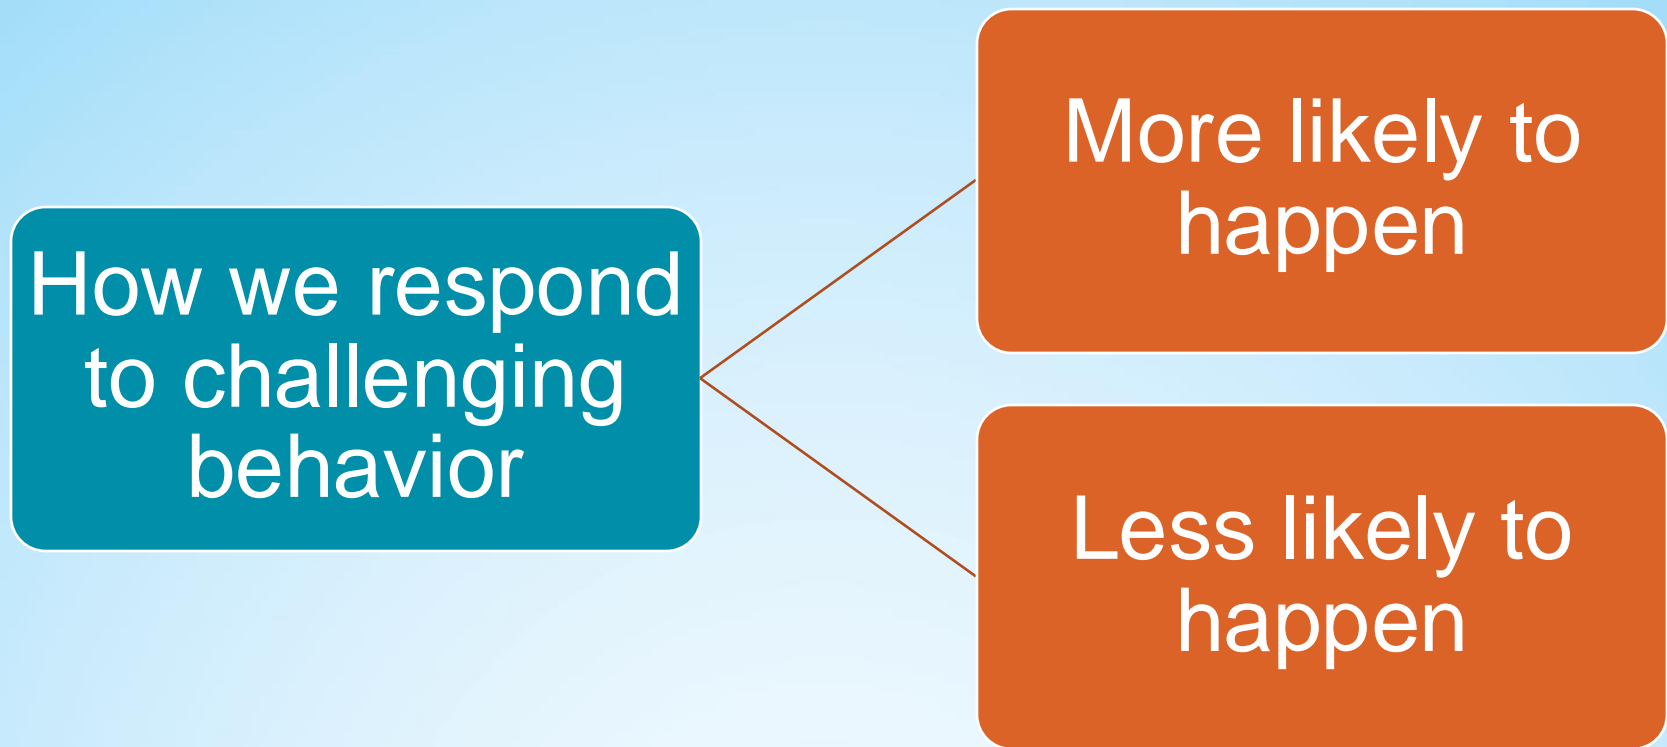 How we respond
to challenging
behavior
More likely to
happen
Less likely to
happen